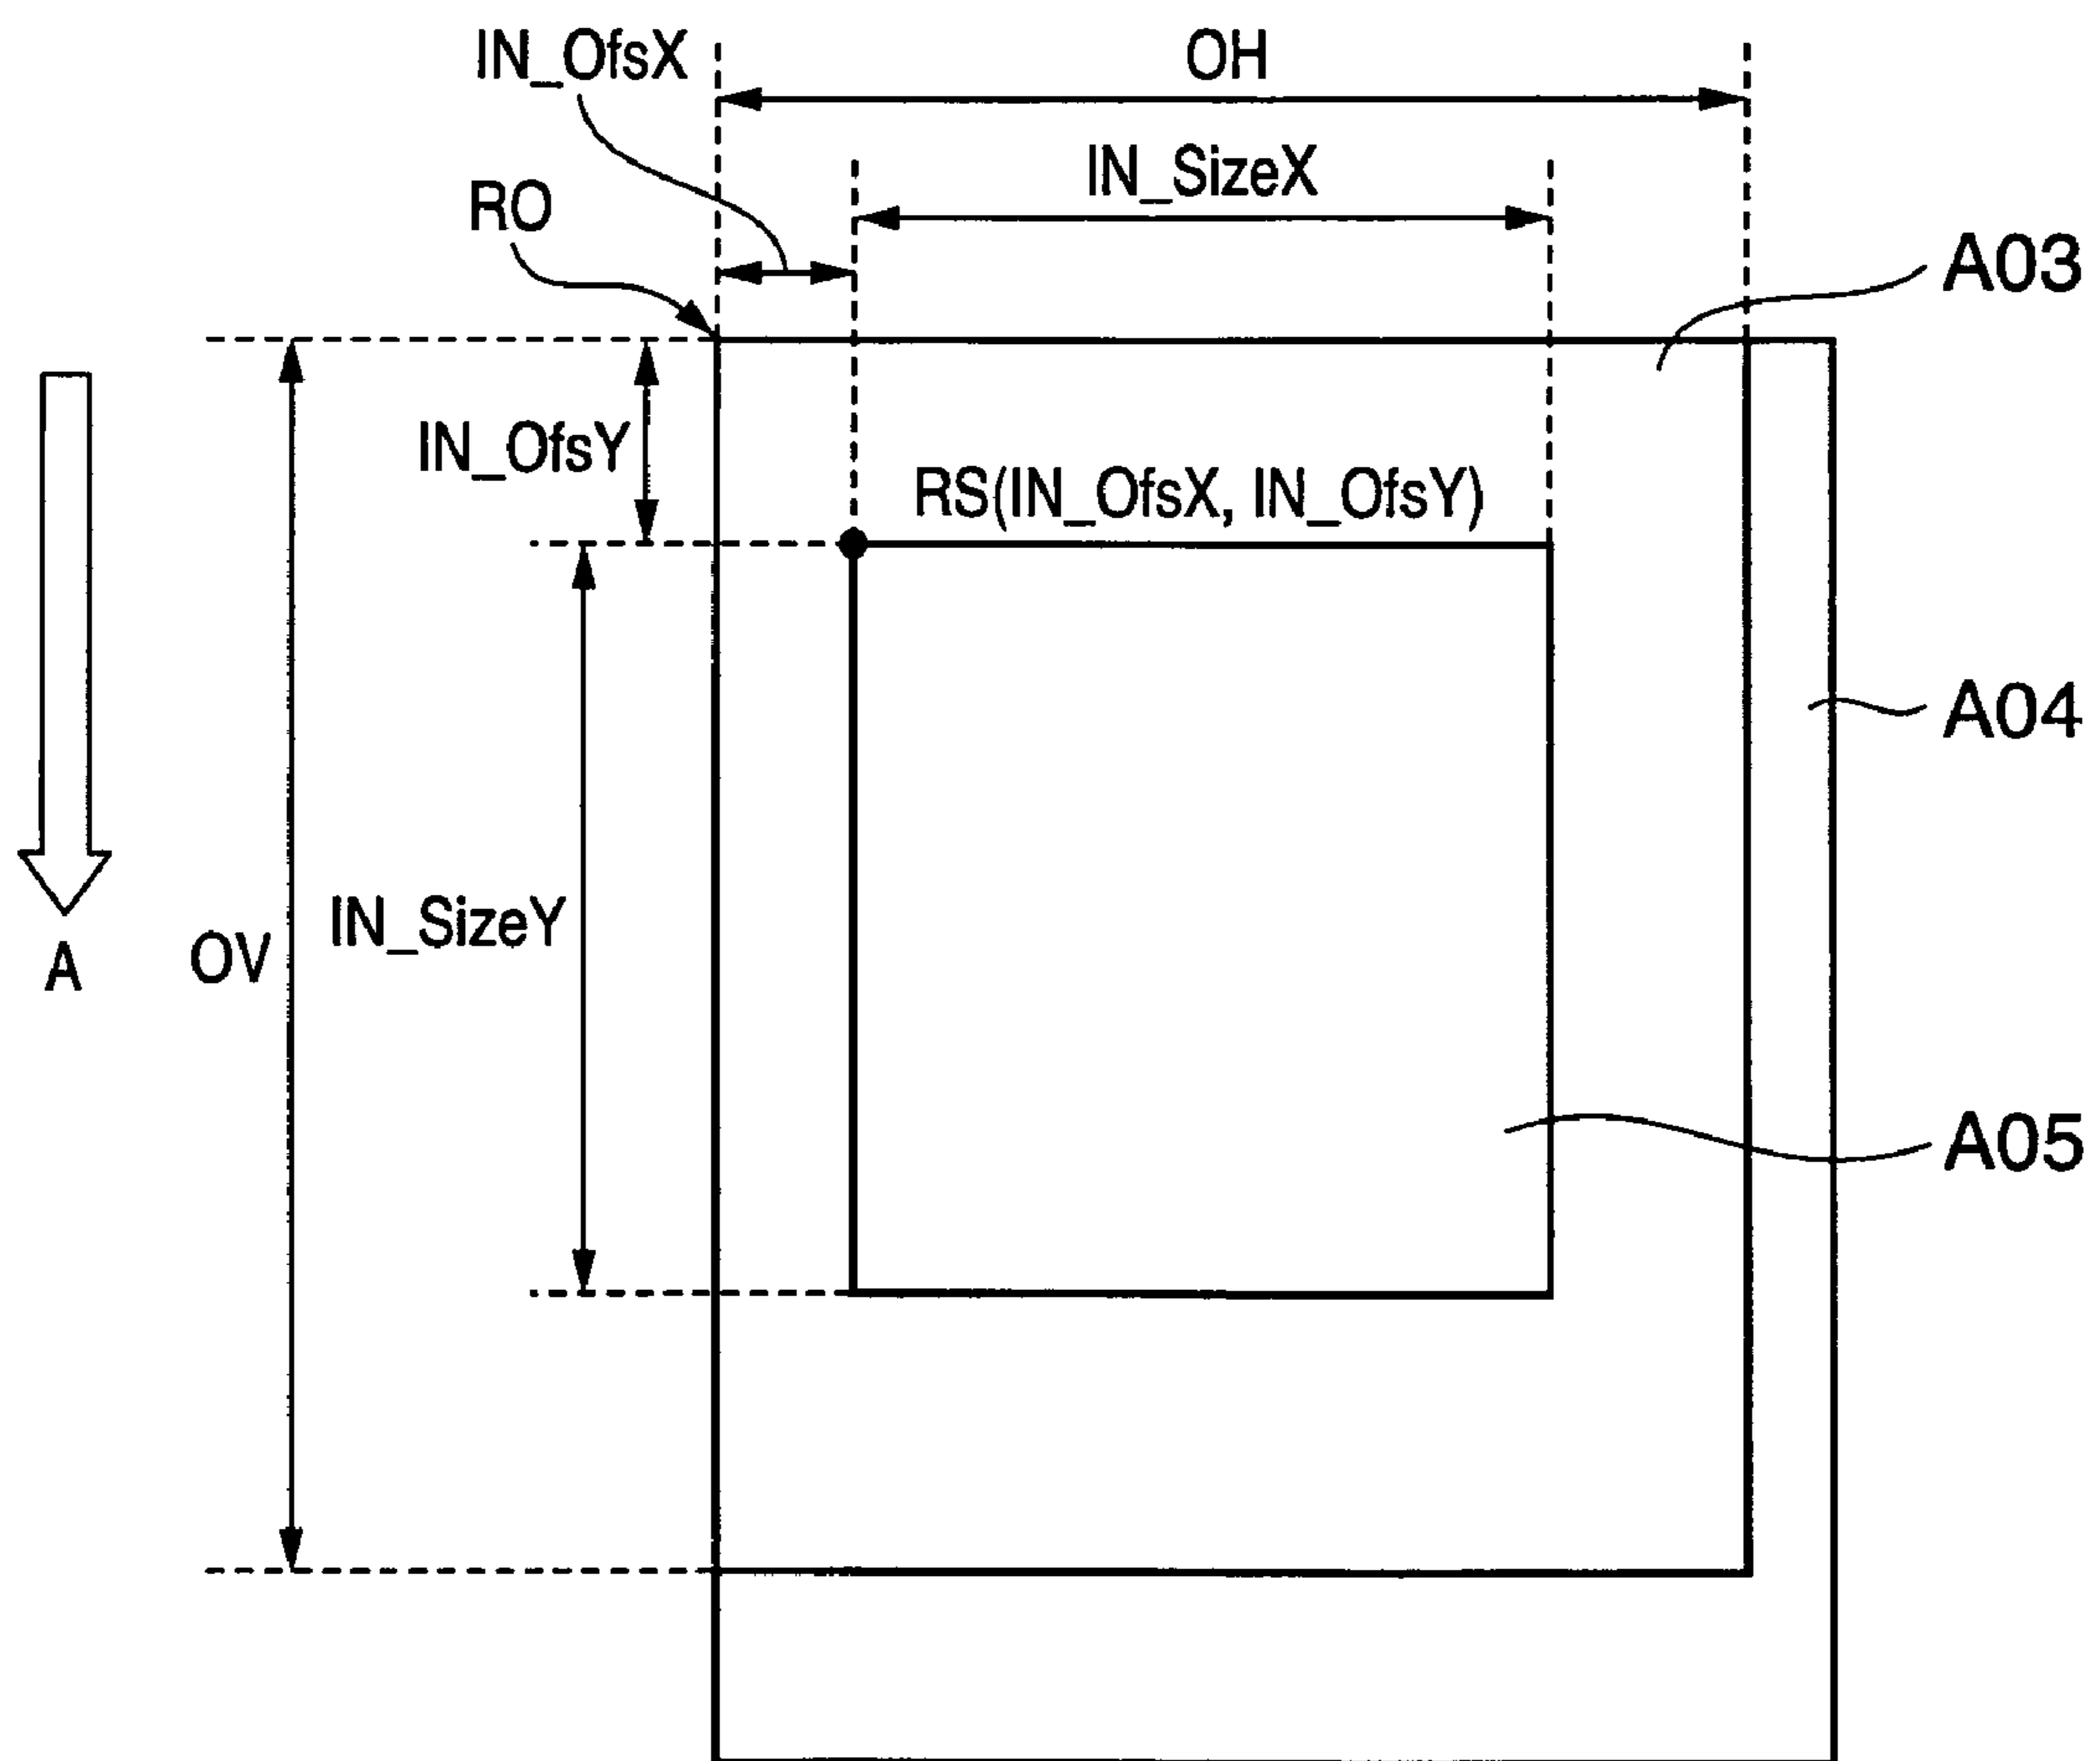 IN_OfsX
OH
IN_SizeX
RO
A03
IN_OfsY
RS(IN_OfsX, IN_OfsY)
A04
IN_SizeY
OV
A
A05